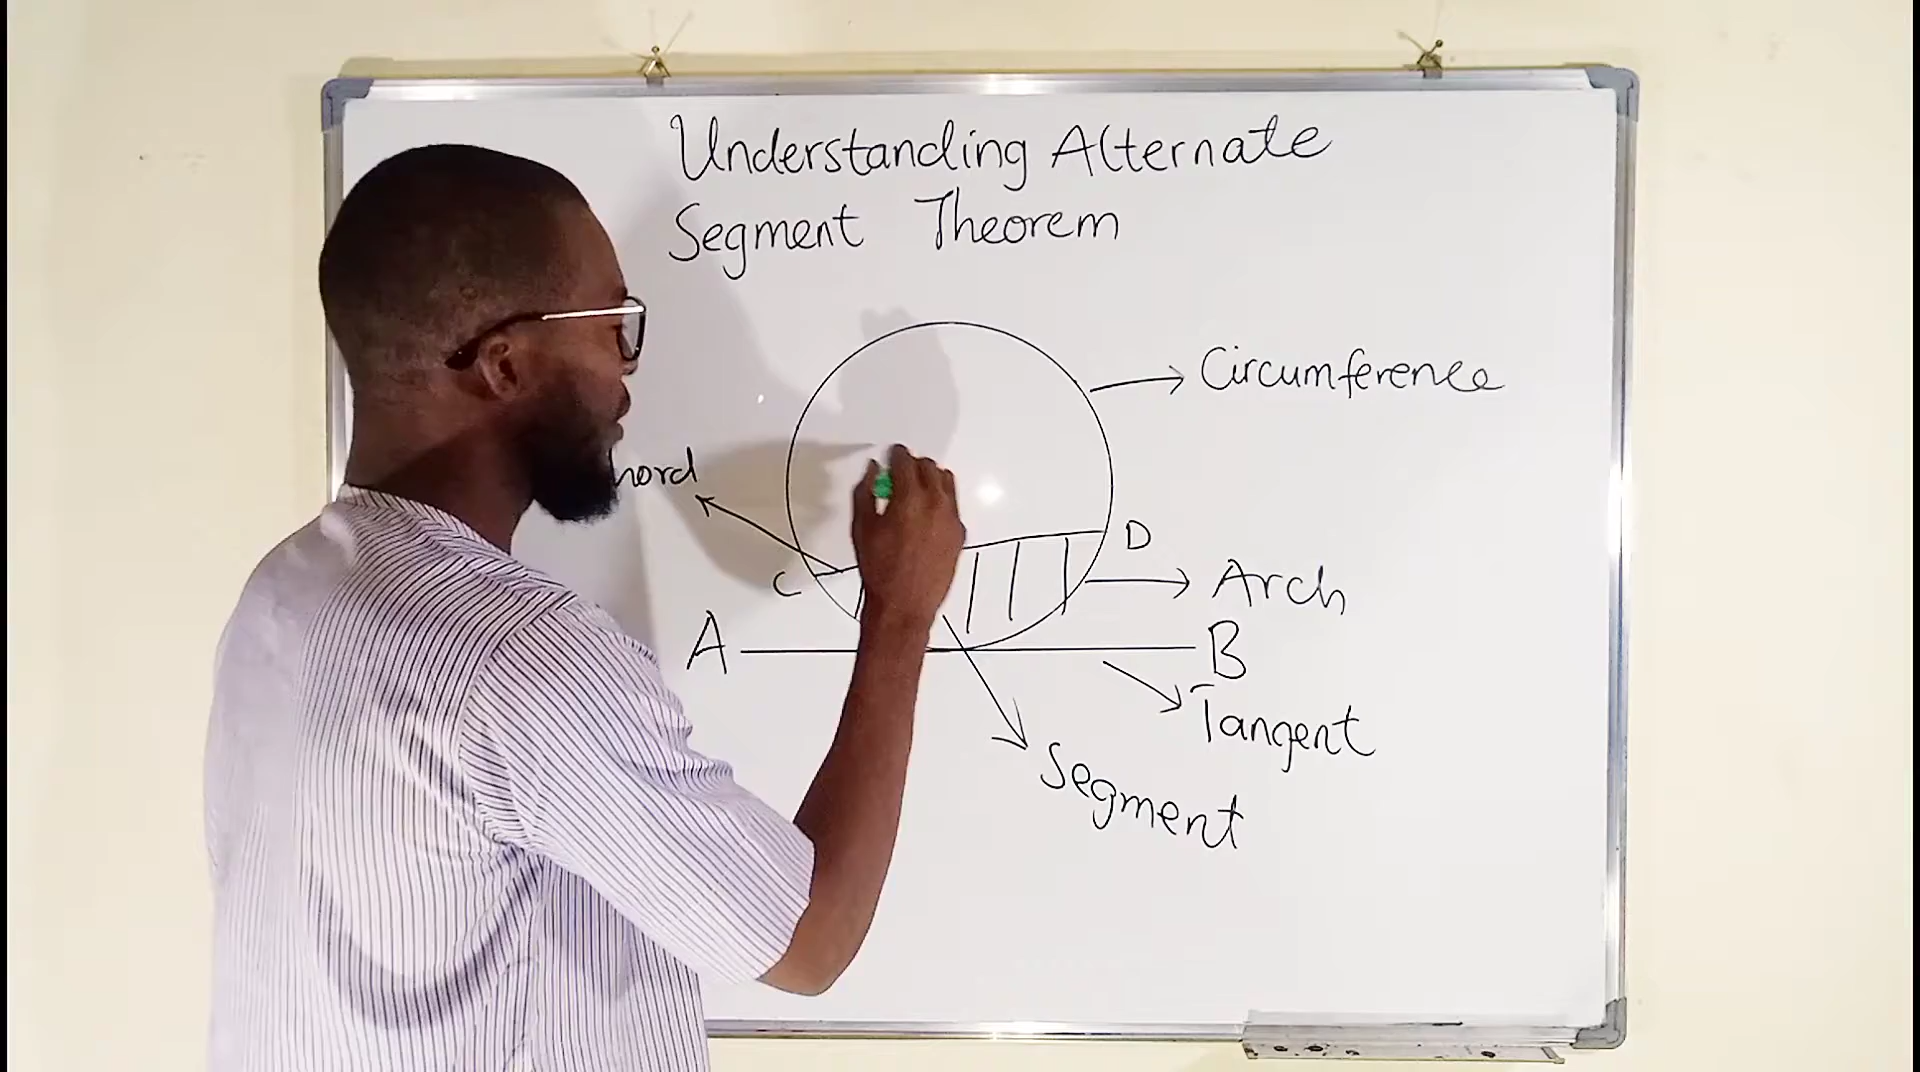 Understanding Alternate
Segment Theorem
Circumference
hord
D
C
Arch
A
B
Tangent
Segment